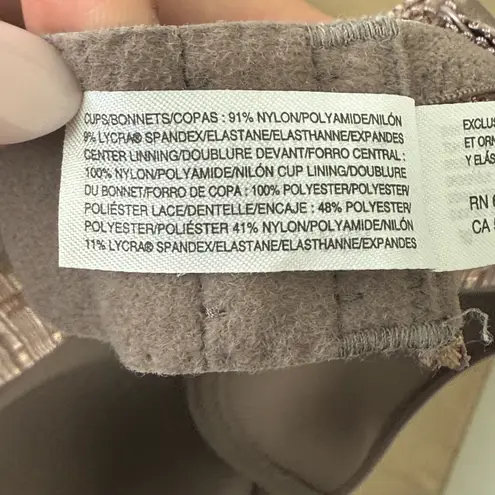 CUPS/BONNETS/COPAS : 91% NYLON/POLYAMIDE/NILÓN
9% LYCRA® SPANDEX/ELASTANE/ELASTHANNE/EXPANDES
CENTER LINNING/DOUBLURE DEVANT/FORRO CENTRAL :
100% NYLON/POLYAMIDE/NILÓN CUP LINING/DOUBLURE
DU BONNET/FORRO DE COPA : 100% POLYESTER/POLYESTER/
POLIÉSTER LACE/DENTELLE/ENCAJE : 48% POLYESTER/
POLYESTER/POLIÉSTER 41% NYLON/POLYAMIDE/NILÓN
11% LYCRA® SPANDEX/ELASTANE/ELASTHANNE/EXPANDES
EXCLUS
ET ORN
Y ELÁS
RN 6
CA 5